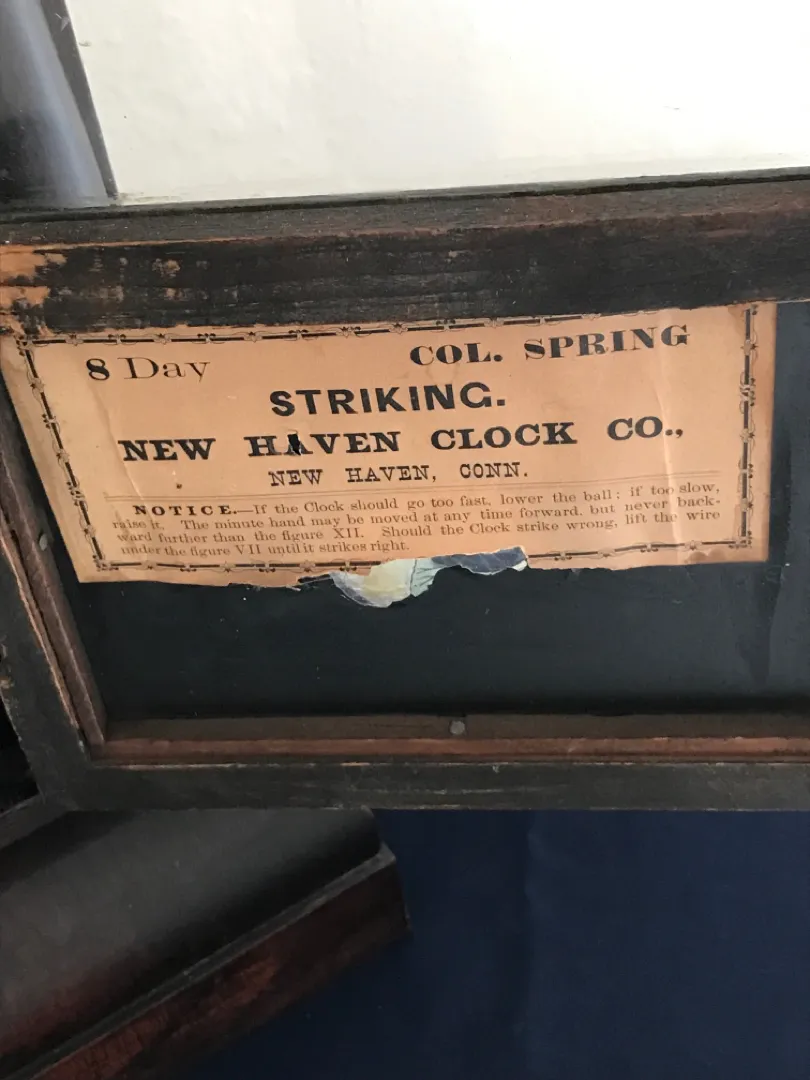 8 Day COL. SPRING
STRIKING.
NEW HAVEN CLOCK CO.,
NEW HAVEN, CONN.
NOTICE.—If the Clock should go too fast, lower the ball; if too slow,
raise it. The minute hand may be moved at any time forward, but never back-
ward further than the figure XII. Should the Clock strike wrong, lift the wire
under the figure VII until it strikes right.